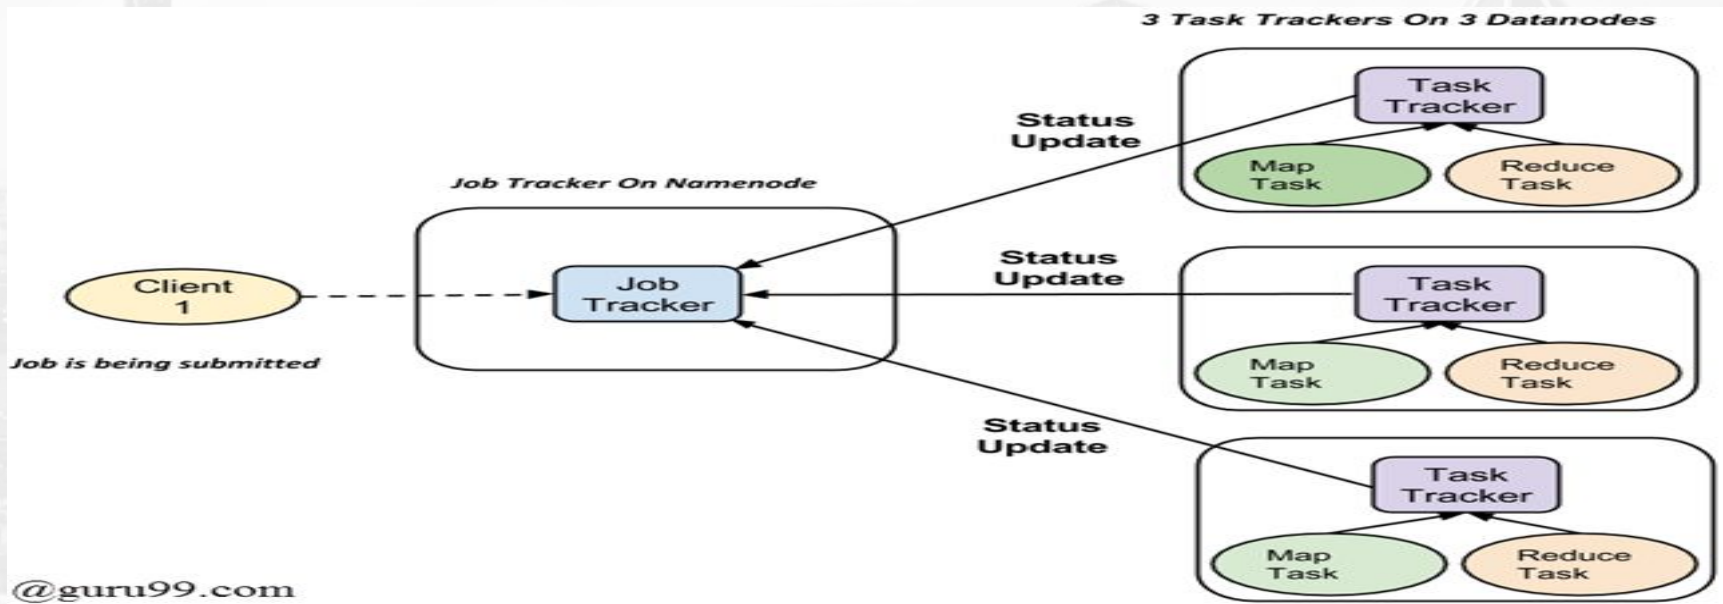 3 Task Trackers On 3 Datanodes
Task
Tracker
Status
Update
Map
Task
Reduce
Task
Job Tracker On Namenode
Status
Update
Task
Tracker
Client
1
Job
Tracker
Job is being submitted
Map
Task
Reduce
Task
Status
Update
Task
Tracker
Map
Task
Reduce
Task
@guru99.com